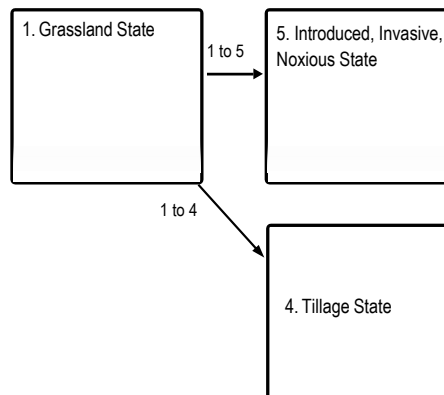 1. Grassland State
1 to 5
5. Introduced, Invasive,
Noxious State
1 to 4
4. Tillage State